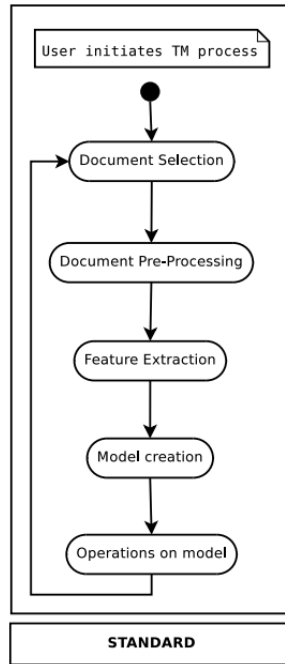 User initiates TM process
Document Selection
Document Pre-Processing
Feature Extraction
Model creation
Operations on model
STANDARD